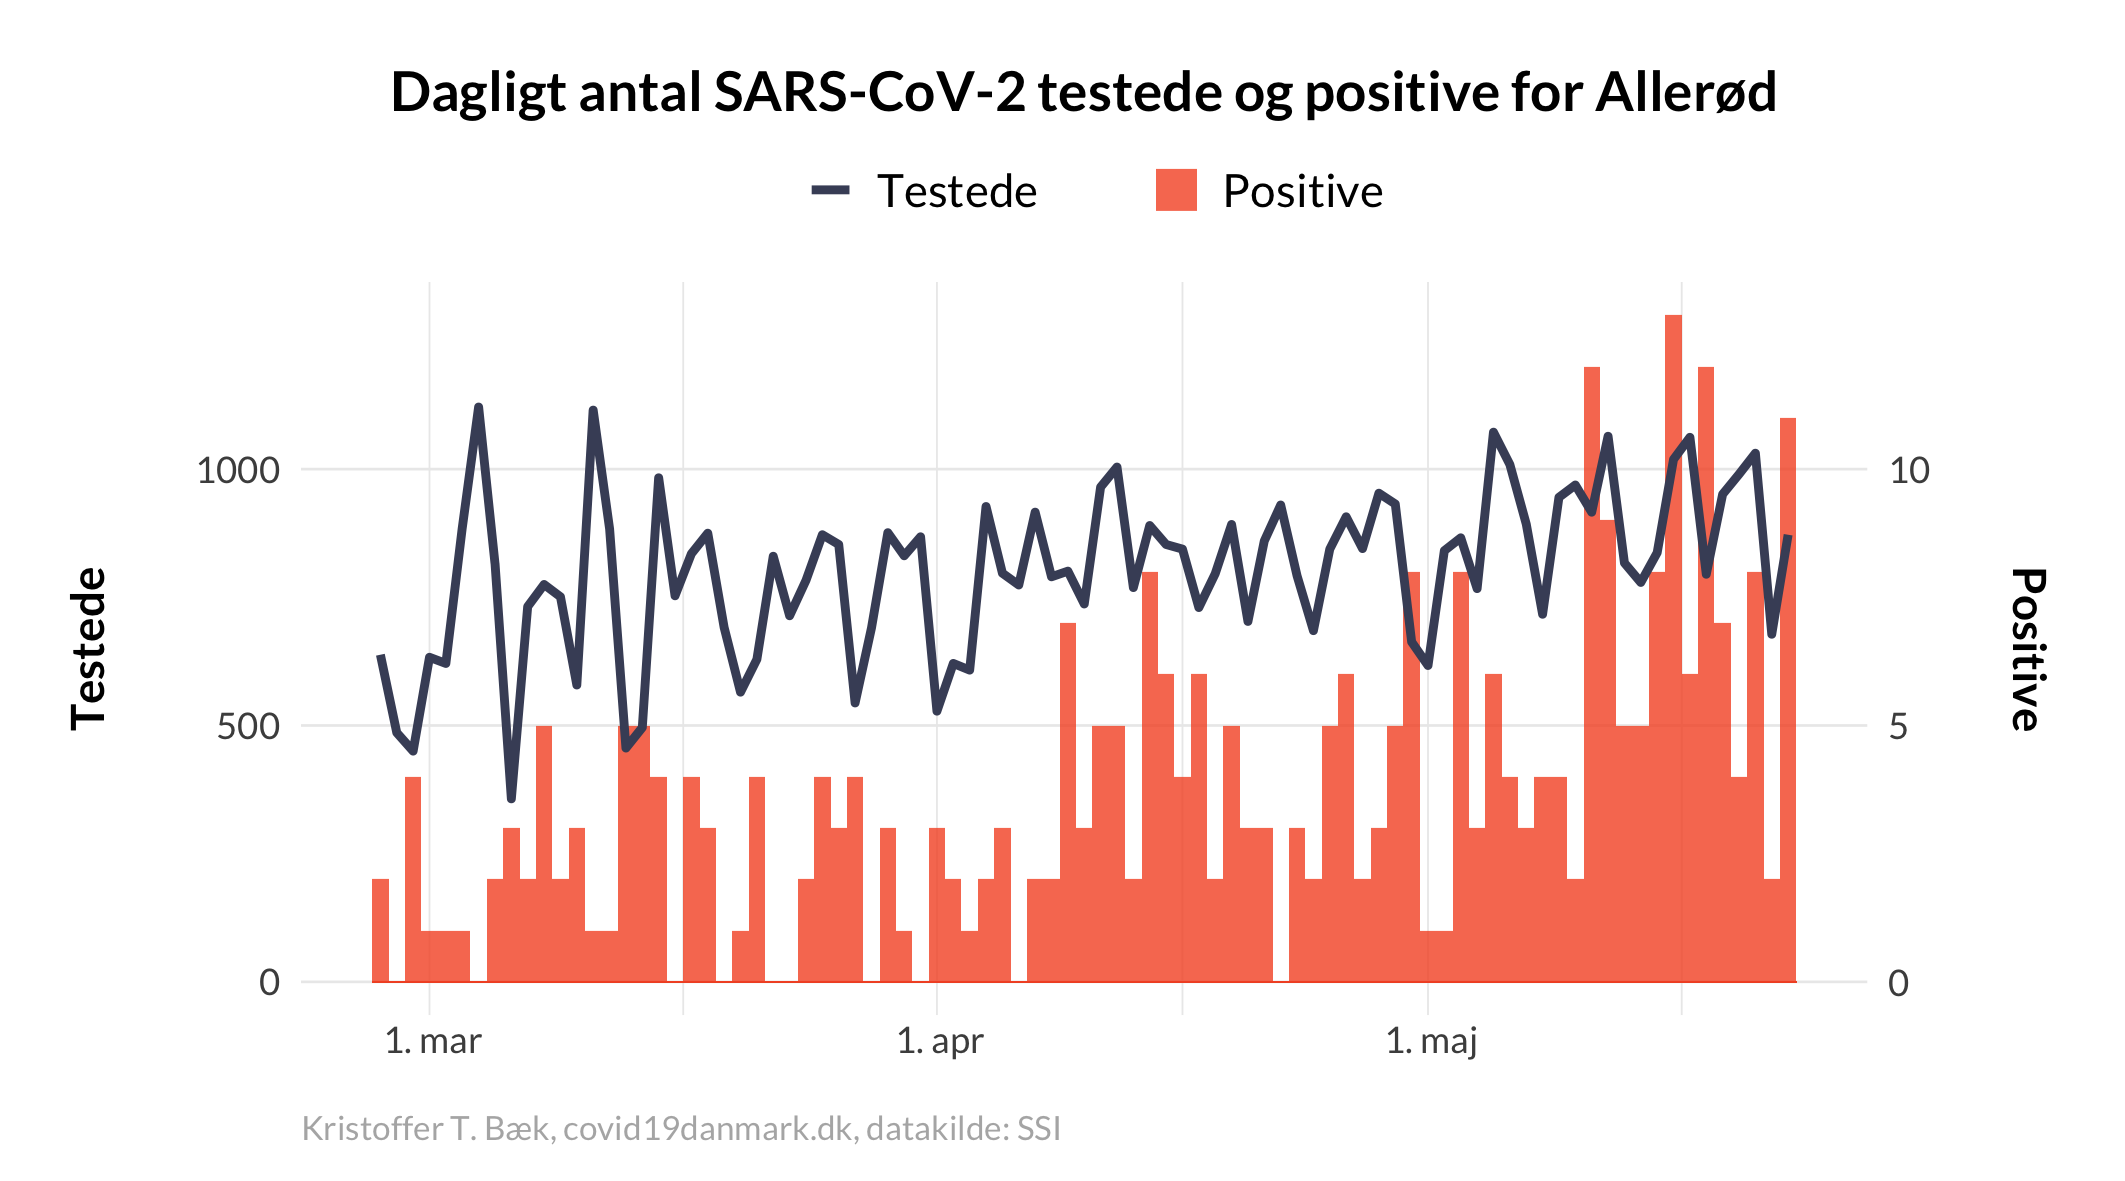 Dagligt antal SARS-CoV-2 testede og positive for Allerød
Testede
Positive
1000
500
0
Testede
10
5
0
Positive
1. mar
1. apr
1. maj
Kristoffer T. Bæk, covid19danmark.dk, datakilde: SSI